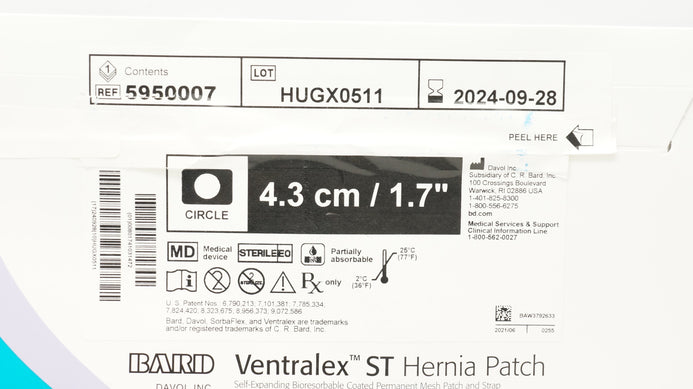 1 Contents
REF 5950007
LOT
HUGX0511
2024-09-28
PEEL HERE
CIRCLE
4.3 cm / 1.7"
Davol Inc.
Subsidiary of C. R. Bard, Inc.
100 Crossings Boulevard
Warwick, RI 02886 USA
1-401-825-8300
1-800-556-6275
bd.com
Medical Services & Support
Clinical Information Line
1-800-562-0027
MD Medical device
STERILE EO
Partially absorbable
2°C (36°F)
25°C (77°F)
Rx only
U.S. Patent Nos.: 6,790,213; 7,101,381; 7,785,334;
7,824,420; 8,323,675; 8,956,373; 9,072,586
Bard, Davol, SorbaFlex, and Ventralex are trademarks
and/or registered trademarks of C. R. Bard, Inc.
BAW3792633
2021/06 0255
BARD
DAVOL INC.
Ventralex™ ST Hernia Patch
Self-Expanding Bioresorbable Coated Permanent Mesh Patch and Strap